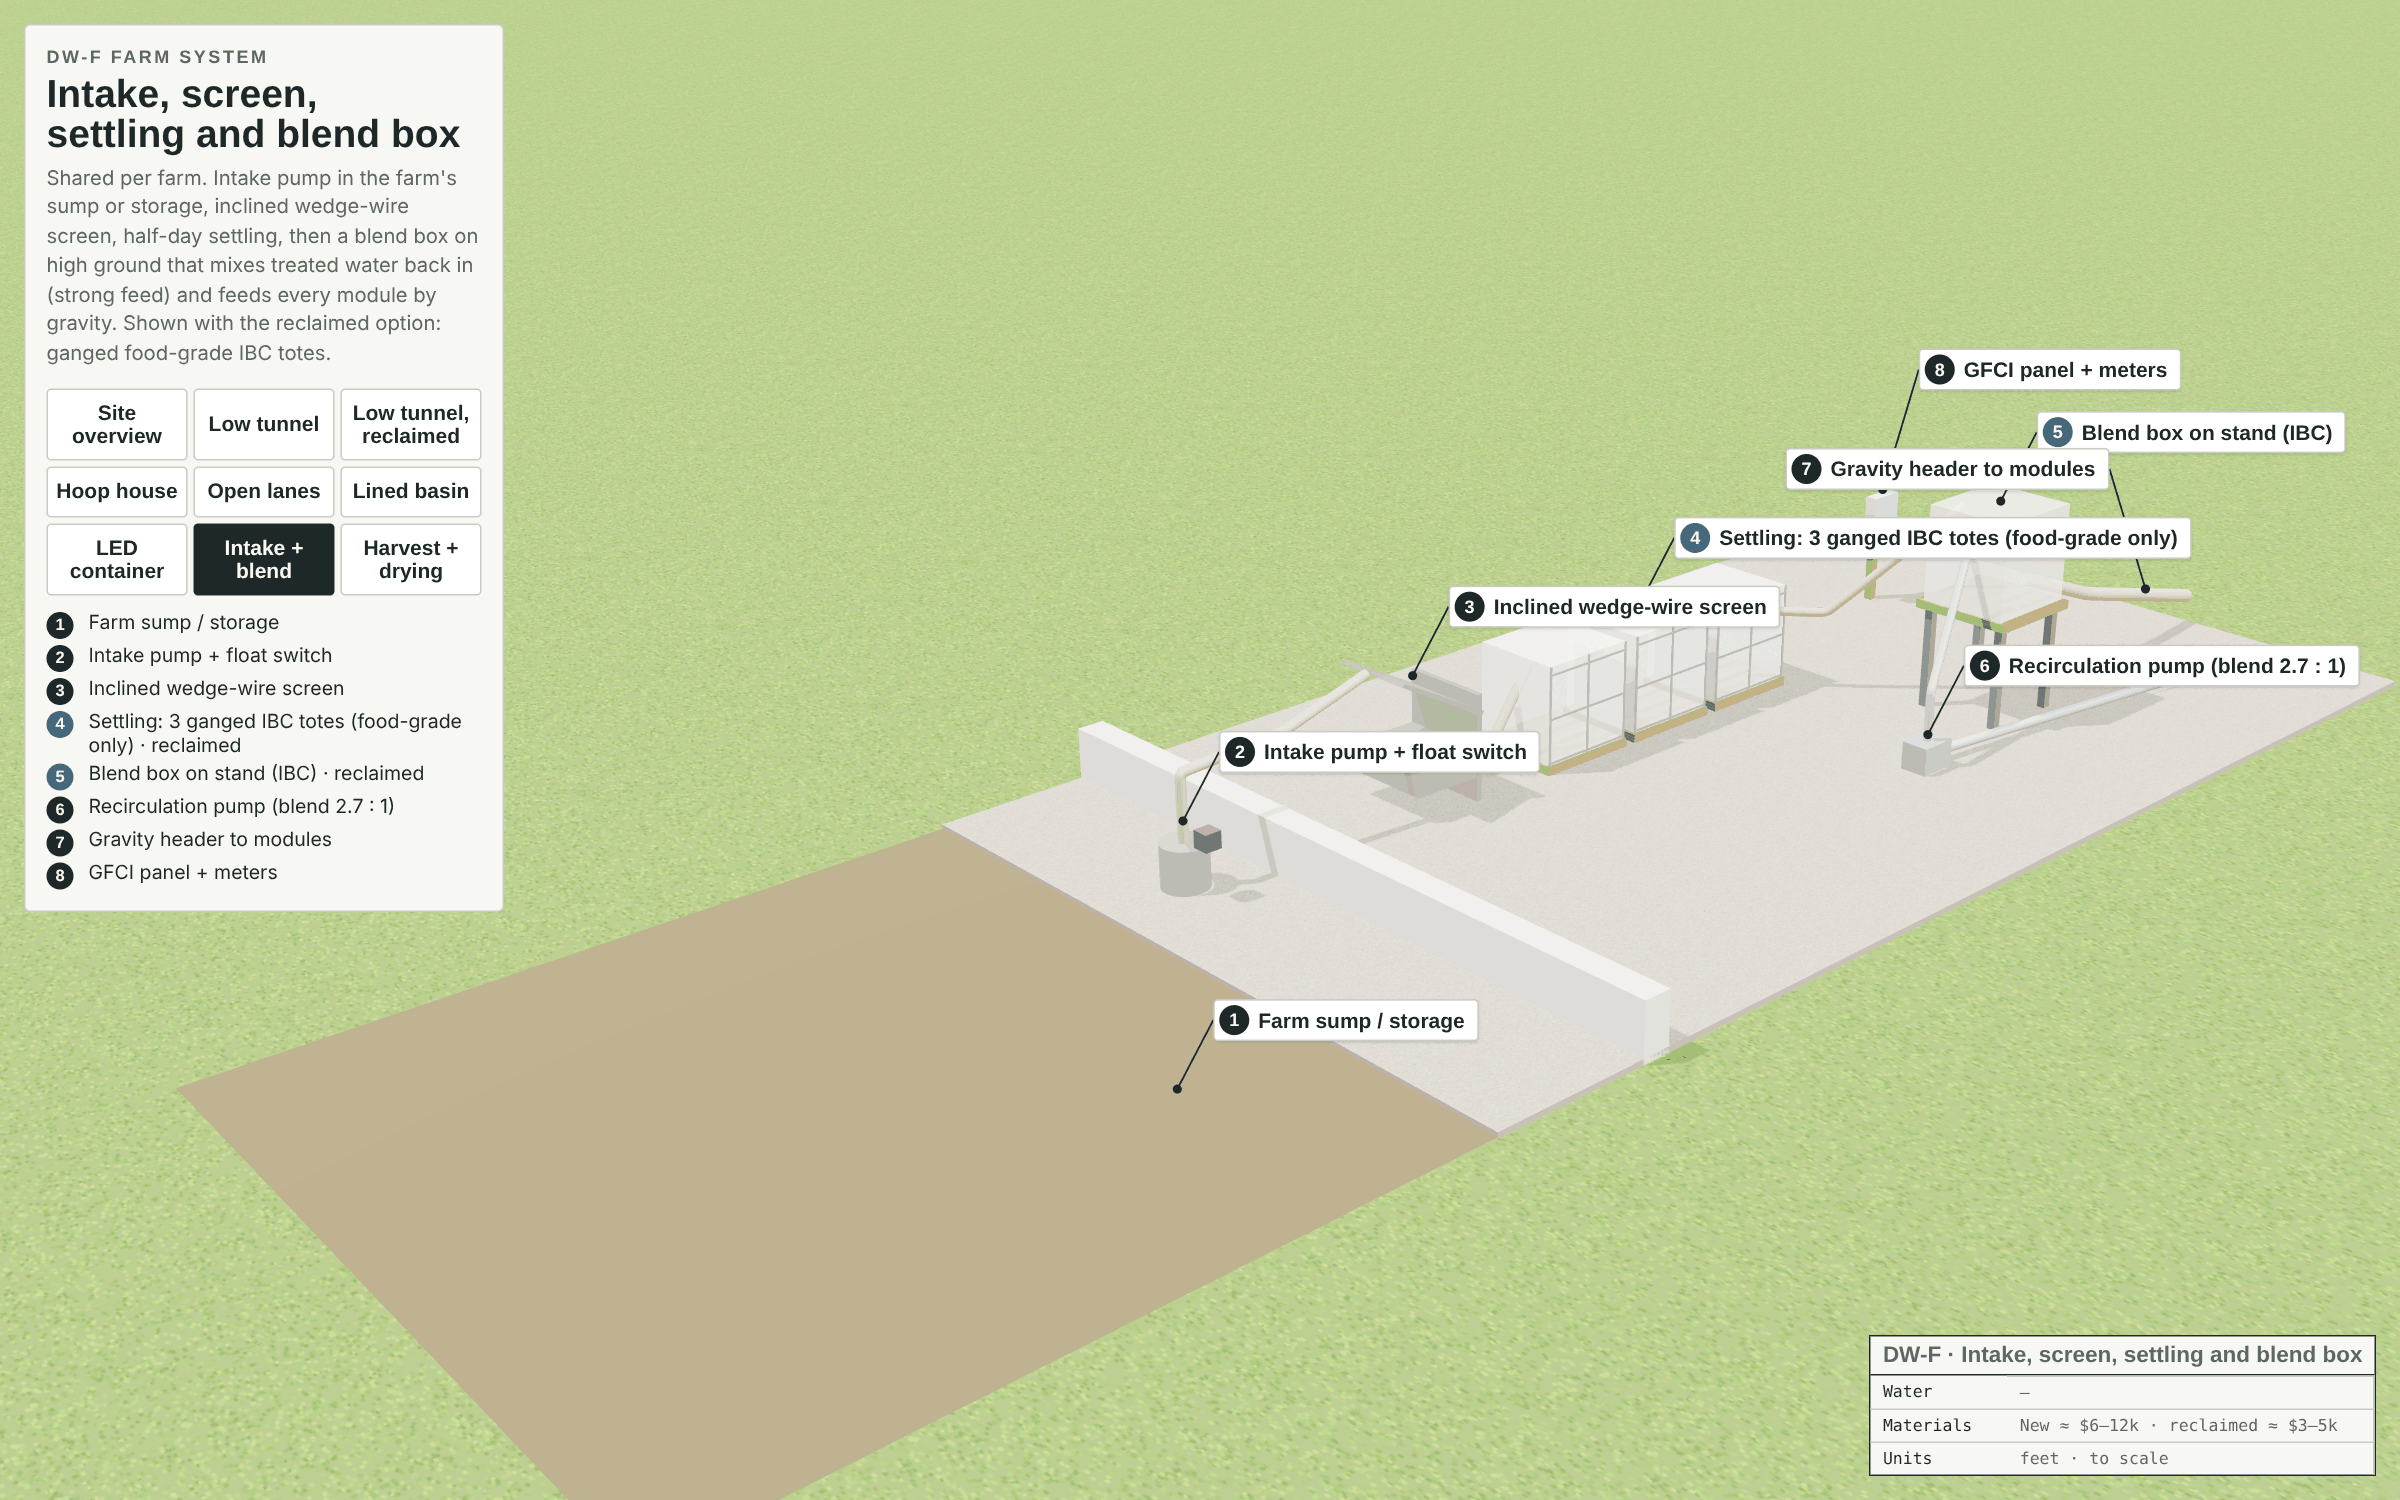 DW-F FARM SYSTEM
Intake, screen,
settling and blend box
Shared per farm. Intake pump in the farm's
sump or storage, inclined wedge-wire
screen, half-day settling, then a blend box on
high ground that mixes treated water back in
(strong feed) and feeds every module by
gravity. Shown with the reclaimed option:
ganged food-grade IBC totes.
Site
overview
Low tunnel
Low tunnel,
reclaimed
Hoop house
Open lanes
Lined basin
LED
container
Intake +
blend
Harvest +
drying
1 Farm sump / storage
2 Intake pump + float switch
3 Inclined wedge-wire screen
4 Settling: 3 ganged IBC totes (food-grade
only) · reclaimed
5 Blend box on stand (IBC) · reclaimed
6 Recirculation pump (blend 2.7 : 1)
7 Gravity header to modules
8 GFCI panel + meters
8 GFCI panel + meters
5 Blend box on stand (IBC)
7 Gravity header to modules
4 Settling: 3 ganged IBC totes (food-grade only)
3 Inclined wedge-wire screen
6 Recirculation pump (blend 2.7 : 1)
2 Intake pump + float switch
1 Farm sump / storage
DW-F · Intake, screen, settling and blend box
Water —
Materials New ≈ $6–12k · reclaimed ≈ $3–5k
Units feet · to scale